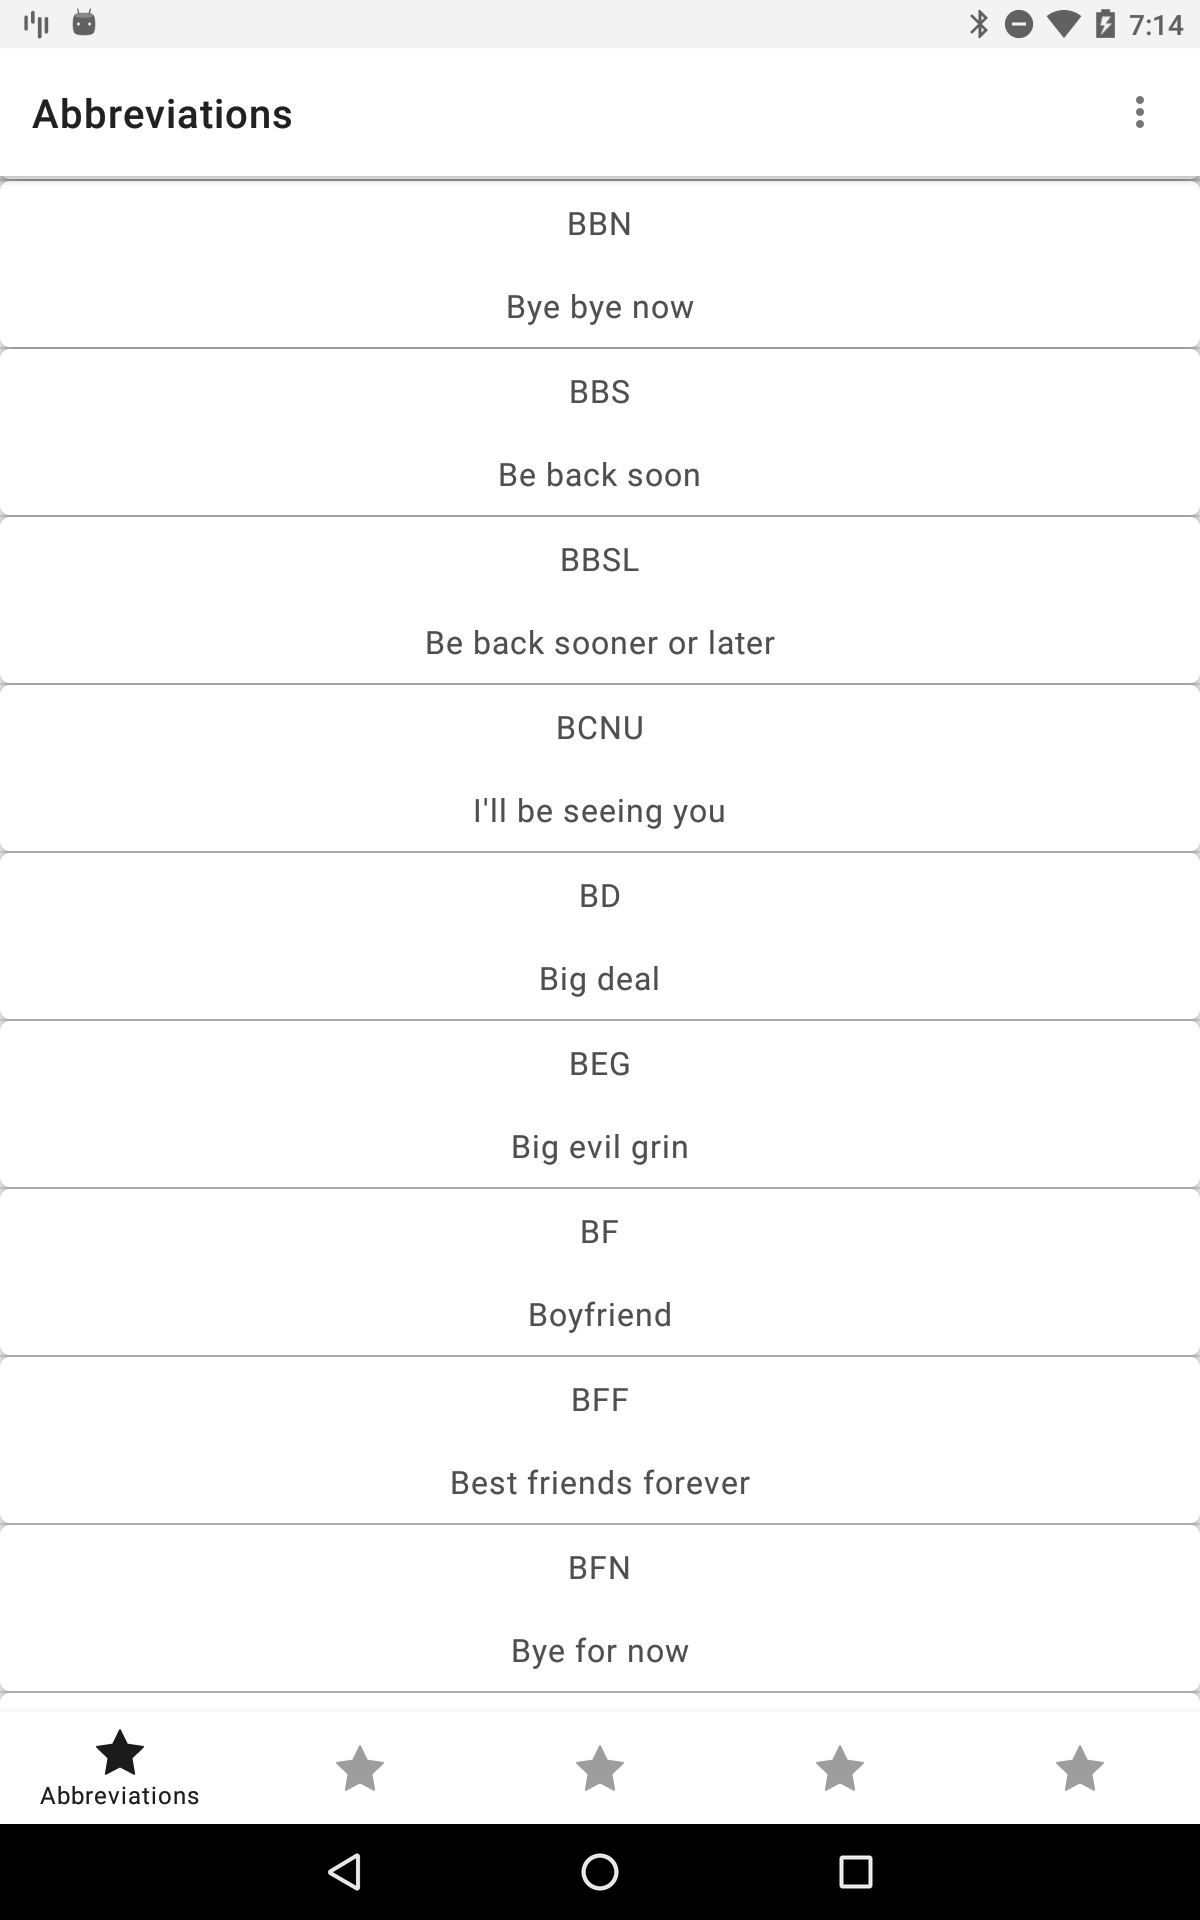 7:14
Abbreviations
BBN
Bye bye now
BBS
Be back soon
BBSL
Be back sooner or later
BCNU
I'll be seeing you
BD
Big deal
BEG
Big evil grin
BF
Boyfriend
BFF
Best friends forever
BFN
Bye for now
Abbreviations